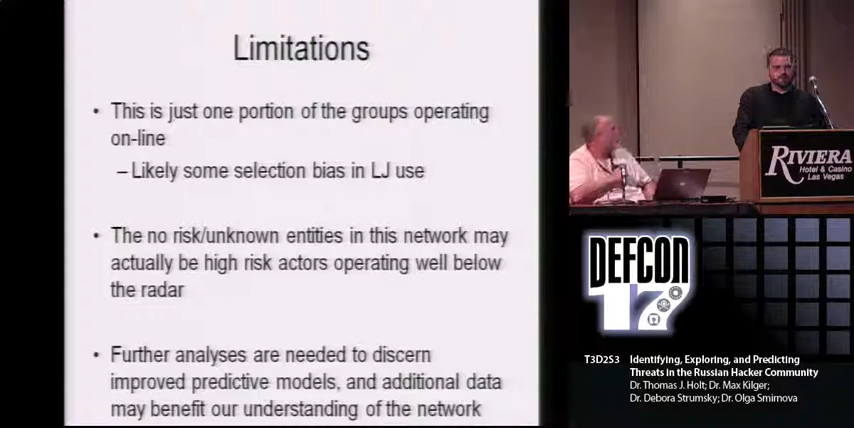 Limitations
• This is just one portion of the groups operating
on-line
– Likely some selection bias in LJ use
• The no risk/unknown entities in this network may
actually be high risk actors operating well below
the radar
• Further analyses are needed to discern
improved predictive models, and additional data
may benefit our understanding of the network
RIVIERA
Hotel & Casino
Las Vegas
DEFCON
17
T3D2S3 Identifying, Exploring, and Predicting
Threats in the Russian Hacker Community
Dr. Thomas J. Holt; Dr. Max Kilger;
Dr. Debora Strumsky; Dr. Olga Smirnova